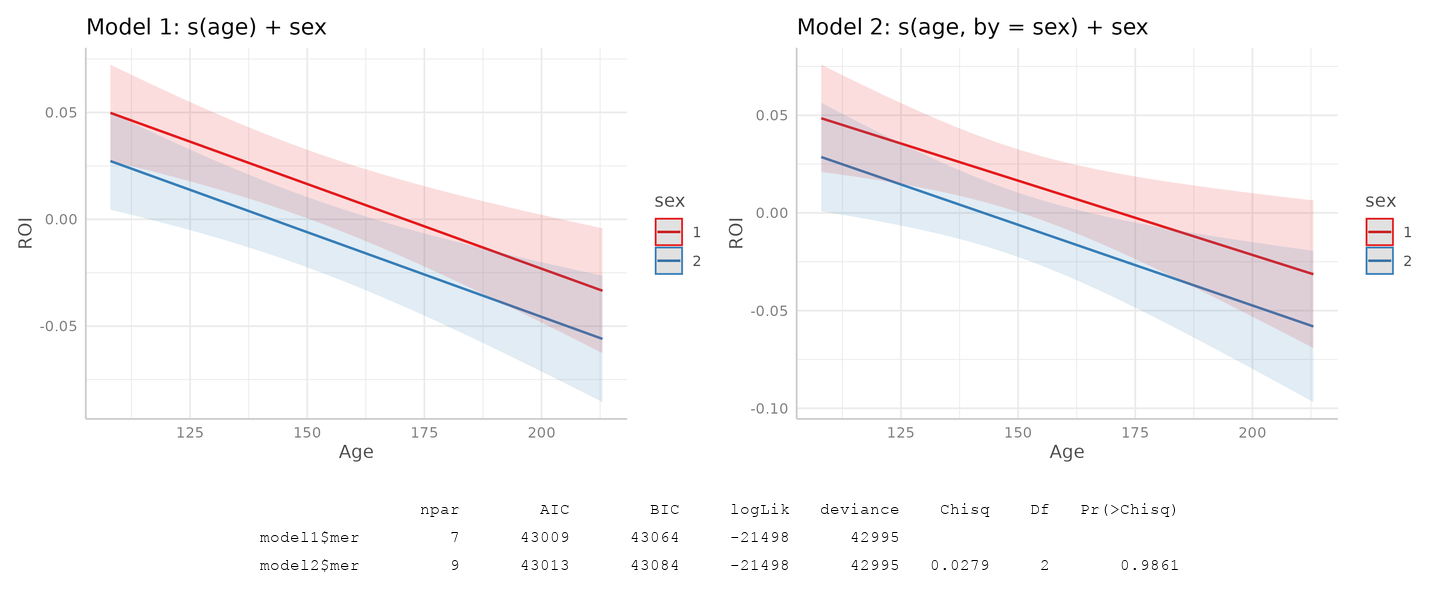 Model 1: s(age) + sex
0.05
0.00
-0.05
ROI
125 150 175 200
Age
sex
1
2
Model 2: s(age, by = sex) + sex
0.05
0.00
-0.05
-0.10
ROI
125 150 175 200
Age
sex
1
2
npar AIC BIC logLik deviance Chisq Df Pr(>Chisq)
model1$mer 7 43009 43064 -21498 42995
model2$mer 9 43013 43084 -21498 42995 0.0279 2 0.9861